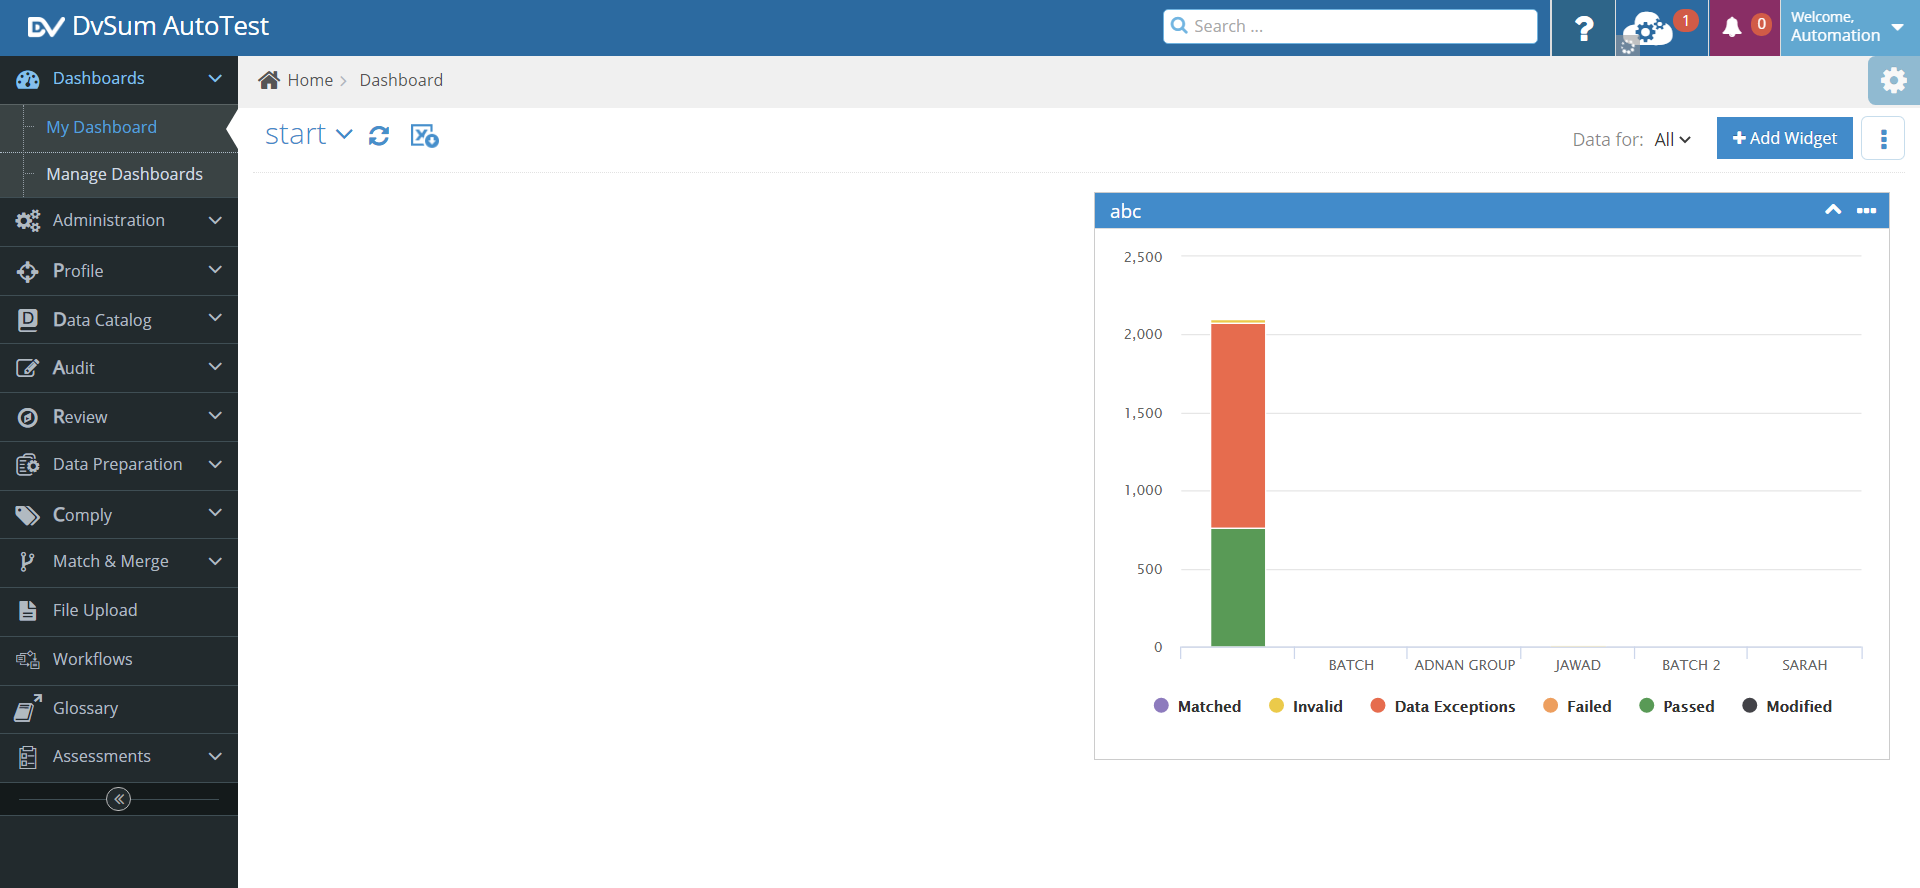 DV DvSum AutoTest
Search ...
?
1
0
Welcome,
Automation
Dashboards
My Dashboard
Manage Dashboards
Administration
Profile
Data Catalog
Audit
Review
Data Preparation
Comply
Match & Merge
File Upload
Workflows
Glossary
Assessments
Home
Dashboard
start
Data for: All
Add Widget
abc
2,500
2,000
1,500
1,000
500
0
BATCH
ADNAN GROUP
JAWAD
BATCH 2
SARAH
Matched
Invalid
Data Exceptions
Failed
Passed
Modified